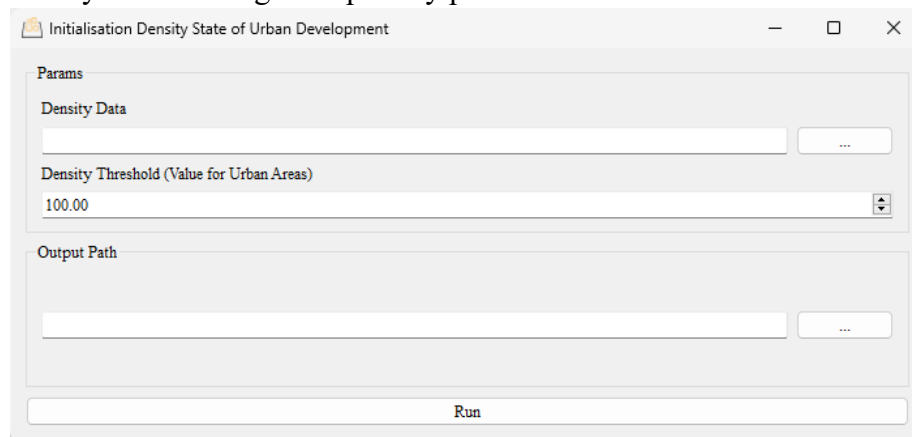 Initialisation Density State of Urban Development
Params
Density Data
...
Density Threshold (Value for Urban Areas)
100.00
Output Path
...
Run